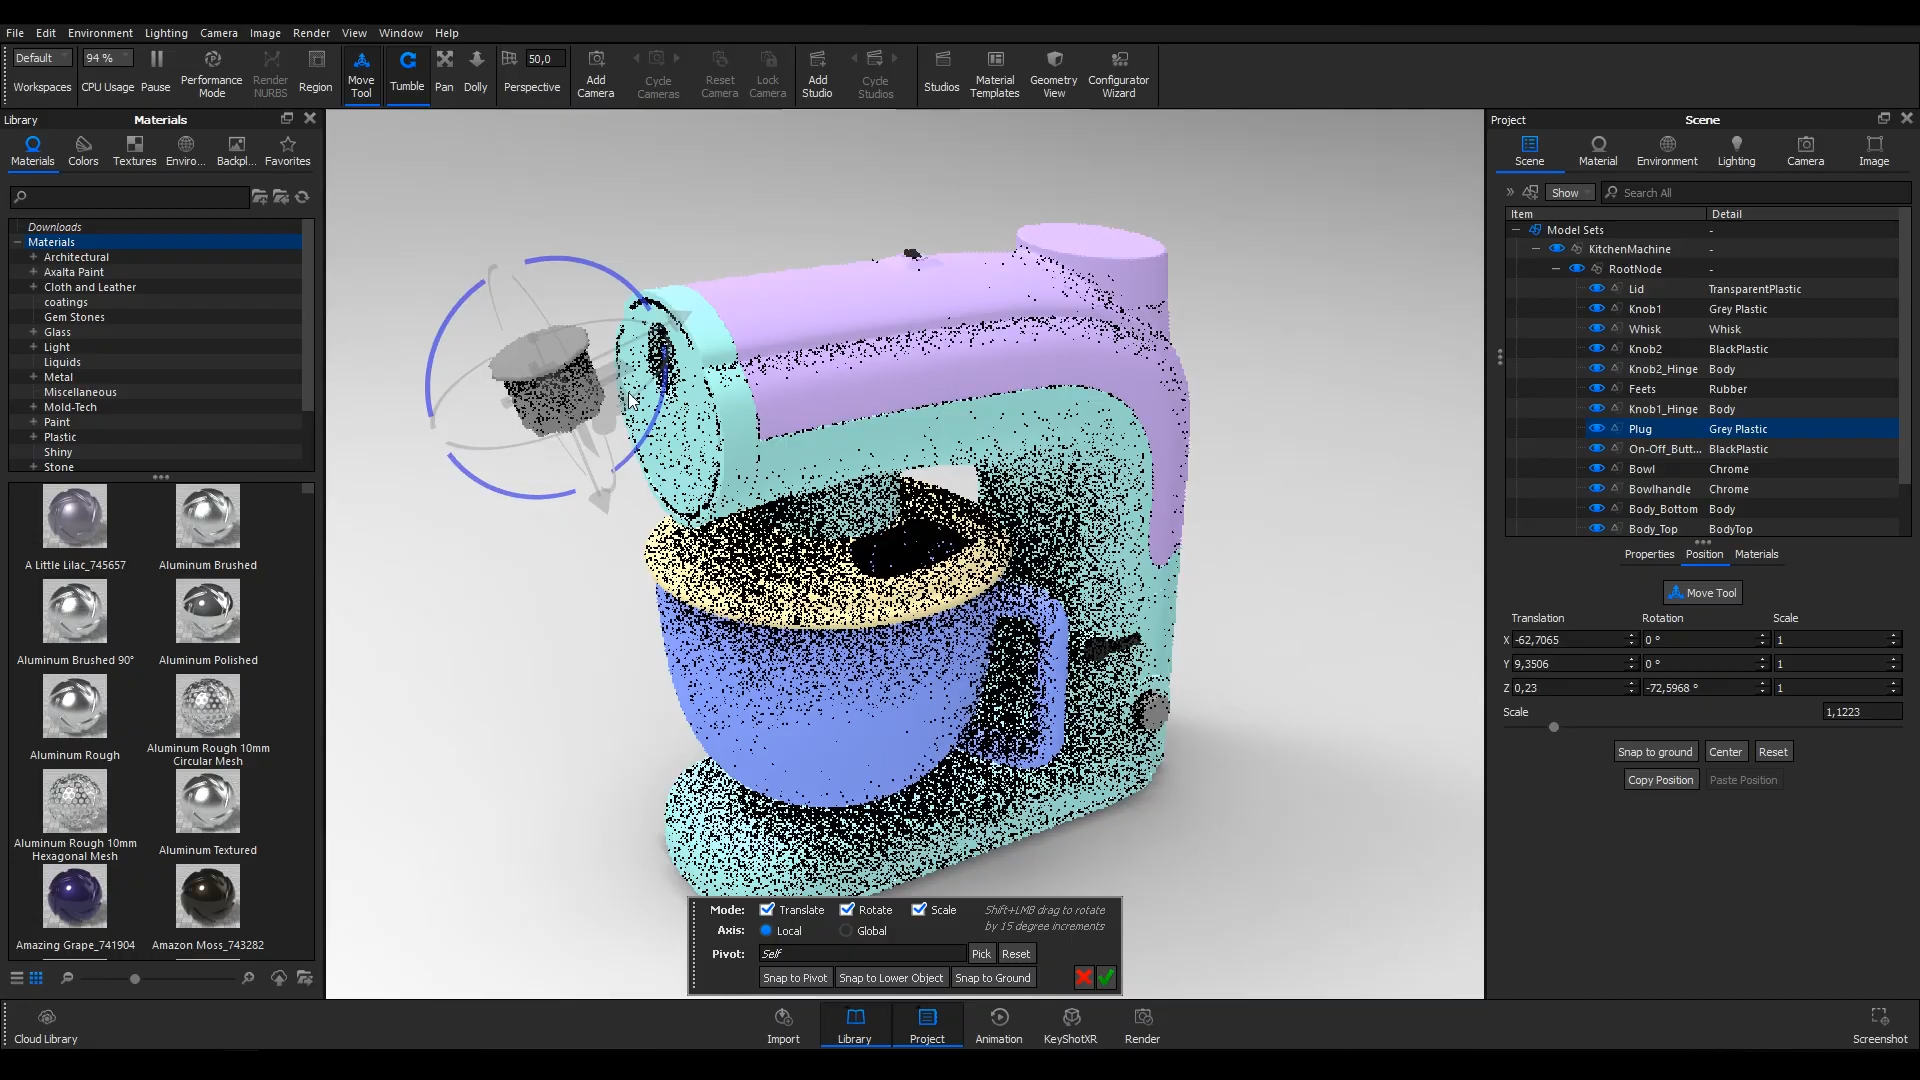 File Edit Environment Lighting Camera Image Render View Window Help
Default 94 % 50,0
Workspaces CPU Usage Pause Performance Mode Render NURBS Region Move Tool Tumble Pan Dolly Perspective Add Camera Cycle Cameras Reset Camera Lock Camera Add Studio Cycle Studios Studios Material Templates Geometry View Configurator Wizard
Library Materials
Materials Colors Textures Enviro... Backpl... Favorites
Downloads
Materials
Architectural
Axalta Paint
Cloth and Leather
coatings
Gem Stones
Glass
Light
Liquids
Metal
Miscellaneous
Mold-Tech
Paint
Plastic
Shiny
Stone
A Little Lilac_745657 Aluminum Brushed
Aluminum Brushed 90° Aluminum Polished
Aluminum Rough Aluminum Rough 10mm Circular Mesh
Aluminum Rough 10mm Hexagonal Mesh Aluminum Textured
Amazing Grape_741904 Amazon Moss_743282
Mode: Translate Rotate Scale Shift+LMB drag to rotate by 15 degree increments
Axis: Local Global
Pivot: Self Pick Reset
Snap to Pivot Snap to Lower Object Snap to Ground
Project Scene
Scene Material Environment Lighting Camera Image
Show Search All
Item Detail
Model Sets -
KitchenMachine -
RootNode -
Lid TransparentPlastic
Knob1 Grey Plastic
Whisk Whisk
Knob2 BlackPlastic
Knob2_Hinge Body
Feets Rubber
Knob1_Hinge Body
Plug Grey Plastic
On-Off_Butt... BlackPlastic
Bowl Chrome
Bowlhandle Chrome
Body_Bottom Body
Body_Top BodyTop
Properties Position Materials
Move Tool
Translation Rotation Scale
X -62,7065 0 ° 1
Y 9,3506 0 ° 1
Z 0,23 -72,5968 ° 1
Scale 1,1223
Snap to ground Center Reset
Copy Position Paste Position
Cloud Library Import Library Project Animation KeyShotXR Render Screenshot